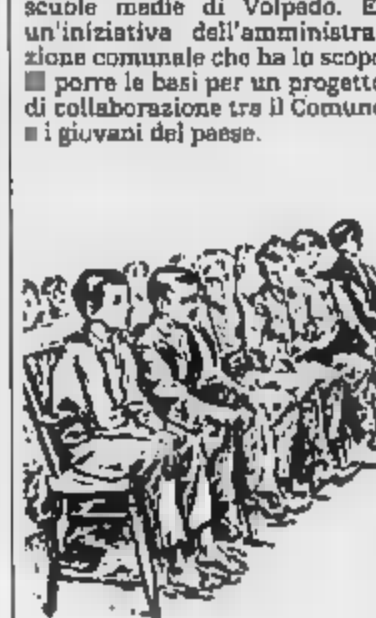 scuole medie di Volpedo. È
un'iniziativa dell'amministra-
zione comunale che ha lo scopo
porre le basi per un progetto
di collaborazione tra il Comune
i giovani del paese.